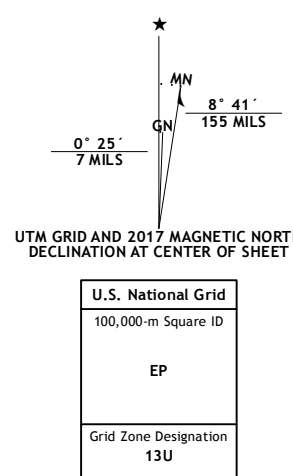 ★
MN
GN
8° 41´
155 MILS
0° 25´
7 MILS
UTM GRID AND 2017 MAGNETIC NORT
DECLINATION AT CENTER OF SHEET
U.S. National Grid
100,000-m Square ID
EP
Grid Zone Designation
13U